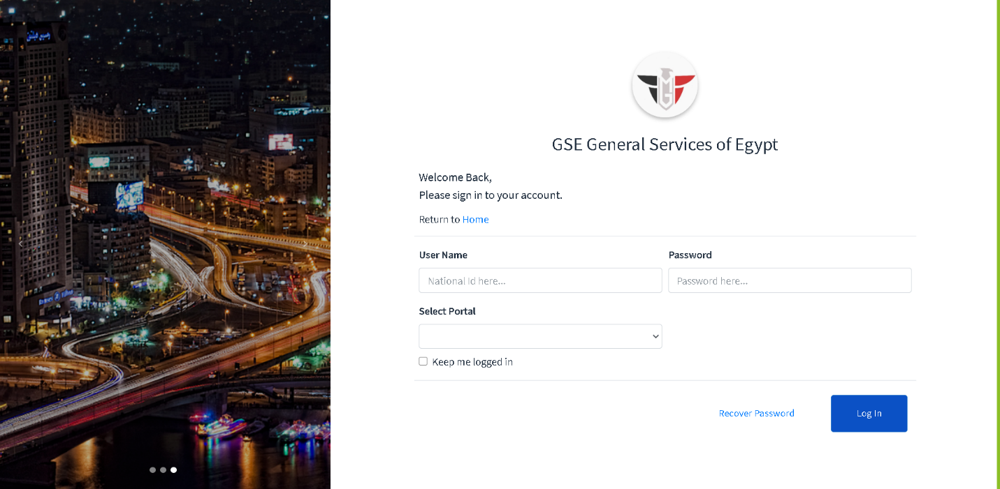 GSE General Services of Egypt
Welcome Back,
Please sign in to your account.
Return to Home
User Name
Password
National Id here...
Password here...
Select Portal
Keep me logged in
Recover Password
Log In